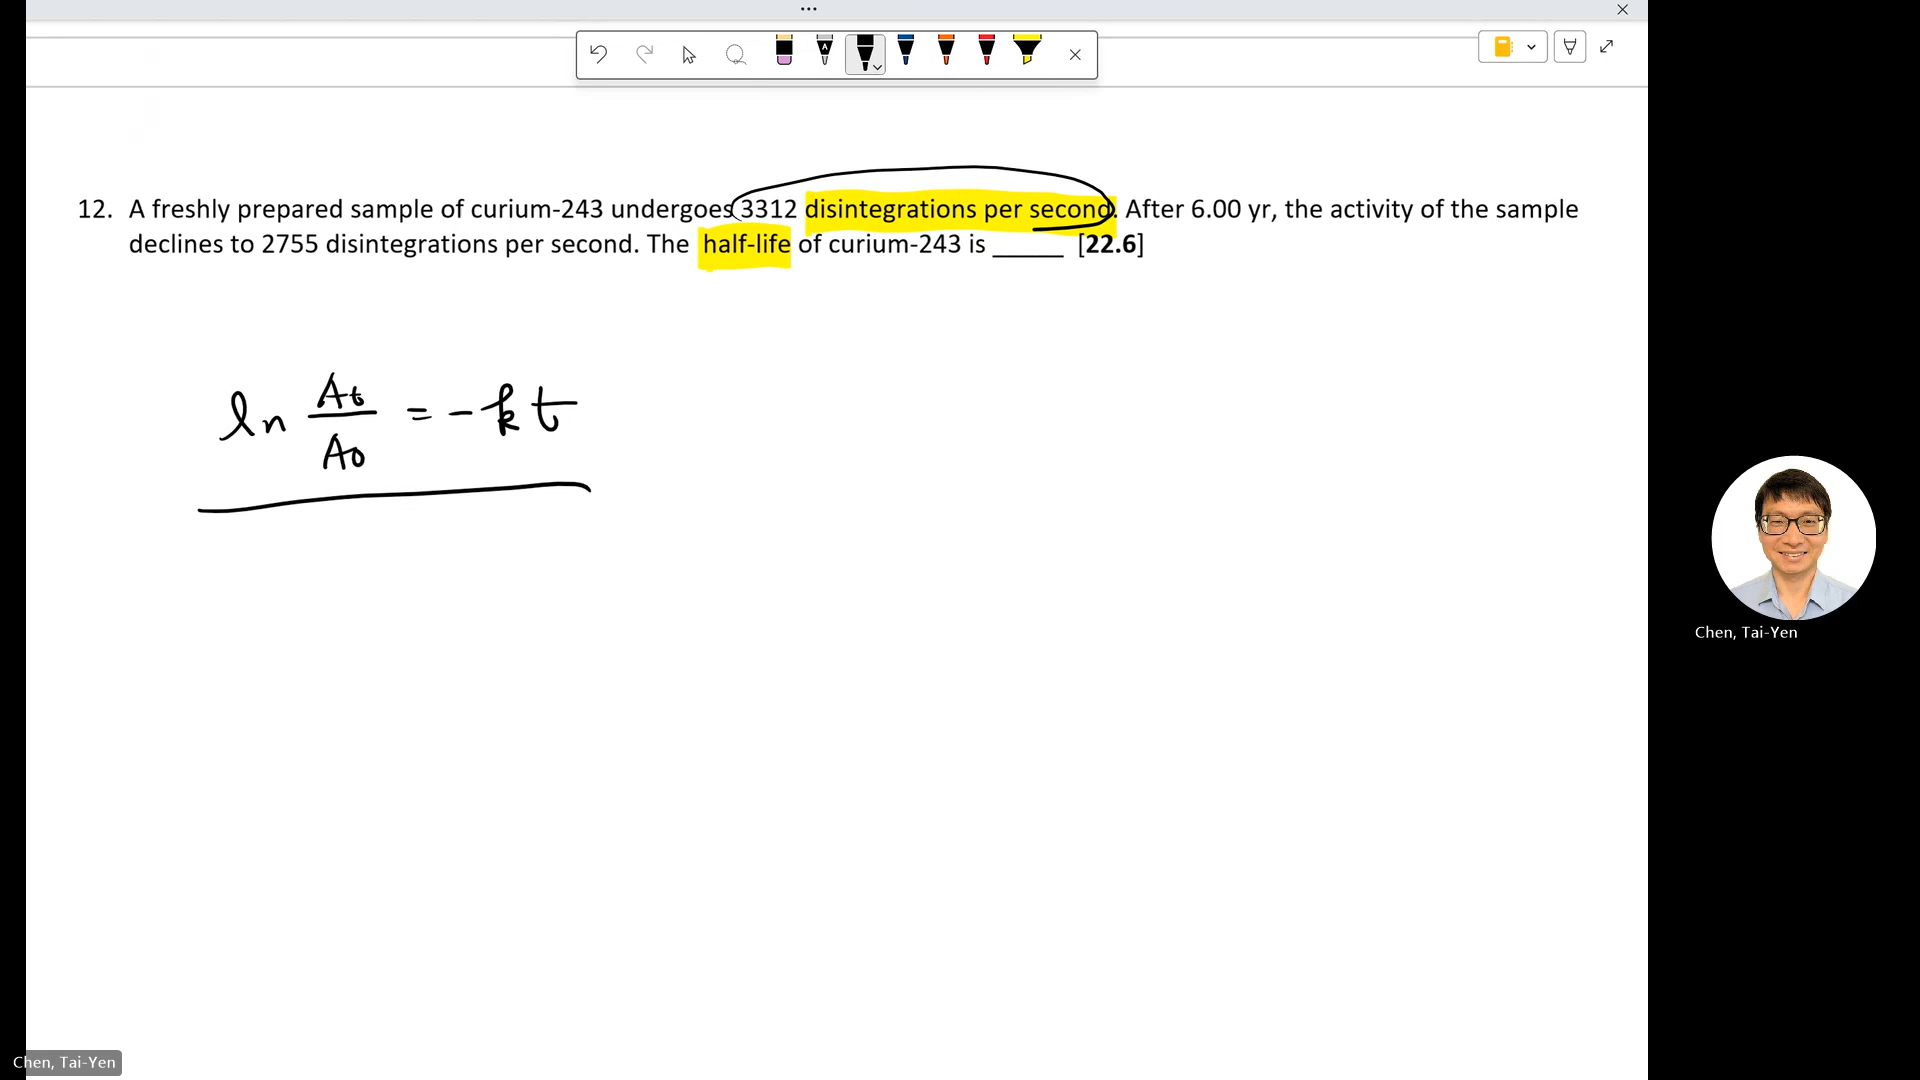 12. A freshly prepared sample of curium-243 undergoes 3312 disintegrations per second. After 6.00 yr, the activity of the sample
declines to 2755 disintegrations per second. The half-life of curium-243 is _____ [22.6]
ln At/A0 = -kt
Chen, Tai-Yen
Chen, Tai-Yen